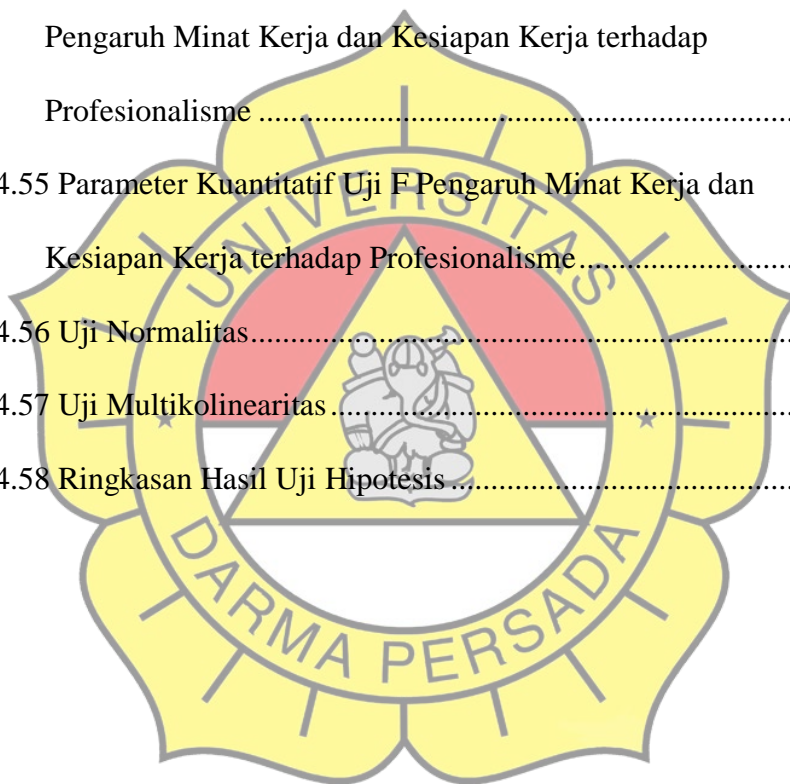 Pengaruh Minat Kerja dan Kesiapan Kerja terhadap
Profesionalisme ..........................................................................
4.55 Parameter Kuantitatif Uji F Pengaruh Minat Kerja dan
Kesiapan Kerja terhadap Profesionalisme..............................
4.56 Uji Normalitas..........................................................................
4.57 Uji Multikolinearitas ................................................................
4.58 Ringkasan Hasil Uji Hipotesis ................................................
UNIVERSITAS
DARMA PERSADA